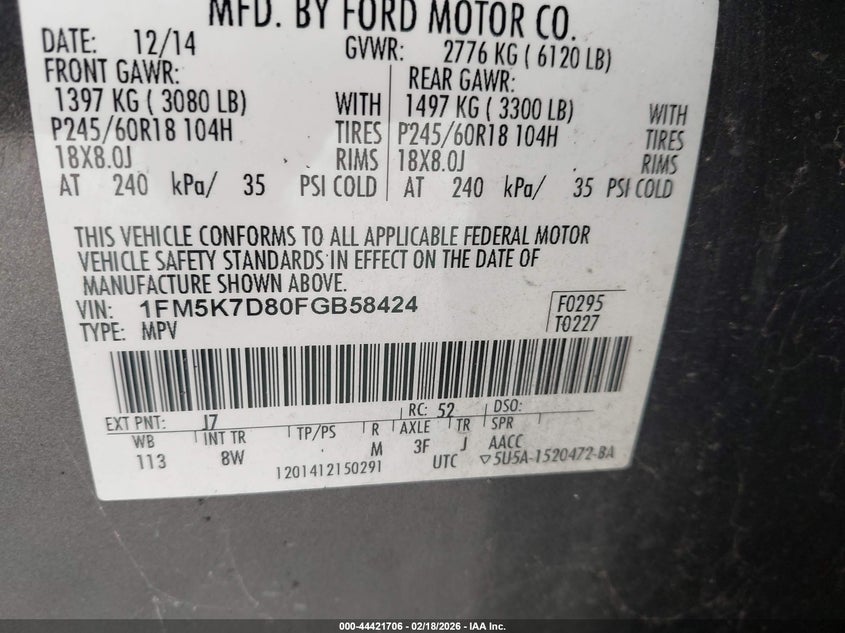 MFD. BY FORD MOTOR CO.
DATE: 12/14 GVWR: 2776 KG ( 6120 LB)
FRONT GAWR: REAR GAWR:
1397 KG ( 3080 LB) WITH 1497 KG ( 3300 LB) WITH
P245/60R18 104H TIRES P245/60R18 104H TIRES
18X8.0J RIMS 18X8.0J RIMS
AT 240 kPa/ 35 PSI COLD AT 240 kPa/ 35 PSI COLD
THIS VEHICLE CONFORMS TO ALL APPLICABLE FEDERAL MOTOR
VEHICLE SAFETY STANDARDS IN EFFECT ON THE DATE OF
MANUFACTURE SHOWN ABOVE.
VIN: 1FM5K7D80FGB58424 F0295
TYPE: MPV T0227
EXT PNT: J7 RC: 52 DSO:
WB INT TR TP/PS R AXLE TR SPR
113 8W M 3F J AACC
1201412150291 UTC ▽5U5A-1520472-BA
000-44421706 - 02/18/2026 - IAA Inc.